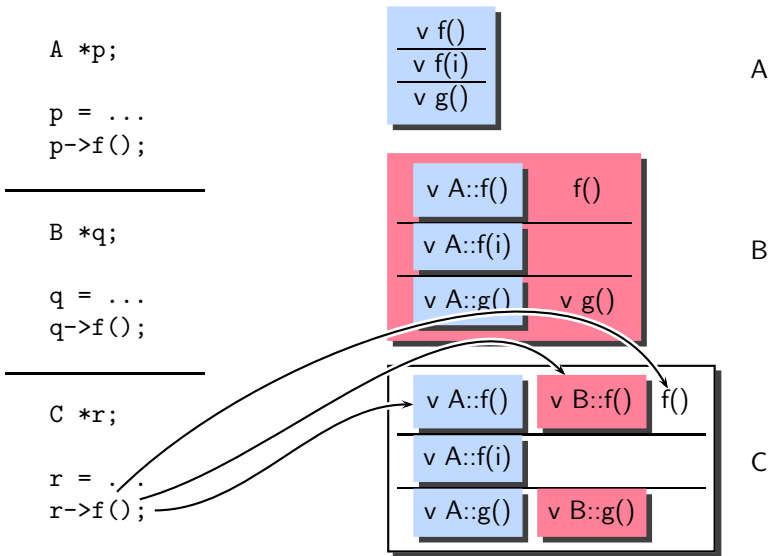 A *p;
p = ...
p->f();
B *q;
q = ...
q->f();
C *r;
r = ...
r->f();
v f()
v f(i)
v g()
A
v A::f() f()
v A::f(i)
v A::g() v g()
B
v A::f() v B::f() f()
v A::f(i)
v A::g() v B::g()
C